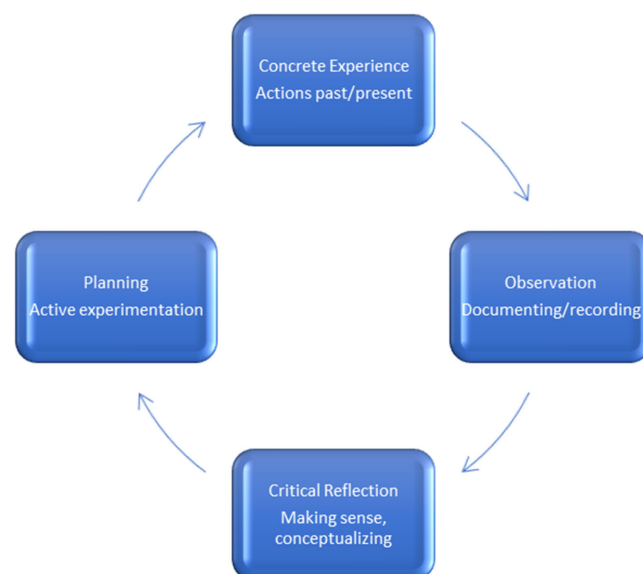 Concrete Experience
Actions past/present
Observation
Documenting/recording
Critical Reflection
Making sense,
conceptualizing
Planning
Active experimentation